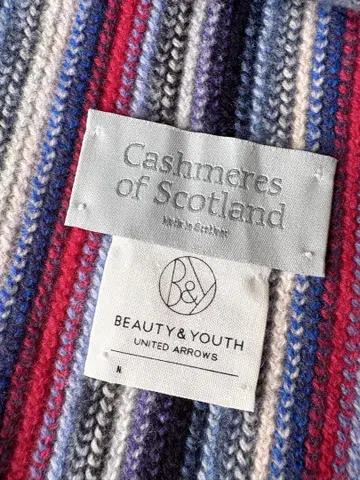 Cashmeres
of Scotland
Made in Scotland
B&Y
BEAUTY & YOUTH
UNITED ARROWS
N